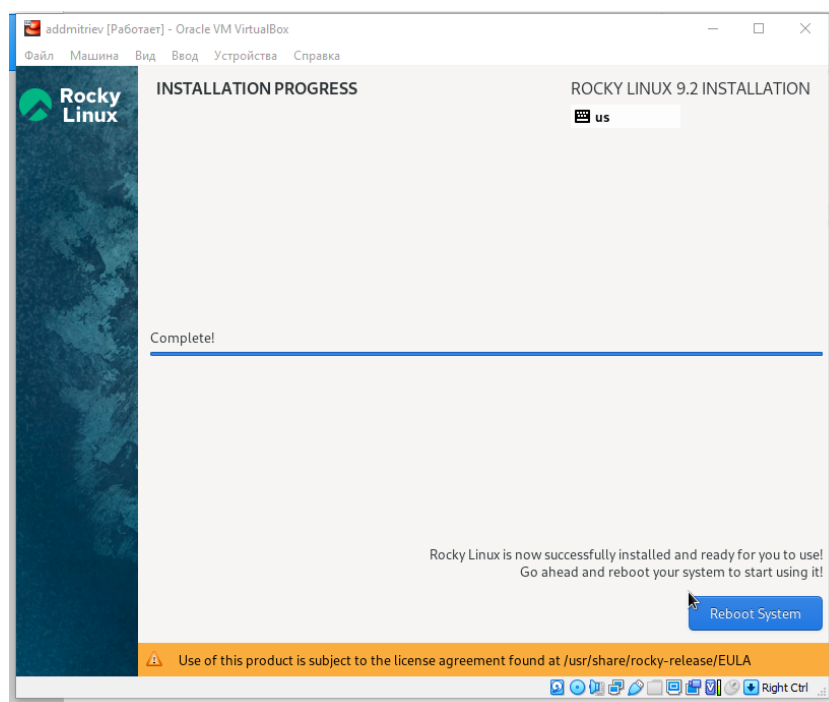 addmitriev [Работает] - Oracle VM VirtualBox
Файл Машина Вид Ввод Устройства Справка
Rocky
Linux
INSTALLATION PROGRESS
ROCKY LINUX 9.2 INSTALLATION
us
Complete!
Rocky Linux is now successfully installed and ready for you to use!
Go ahead and reboot your system to start using it!
Reboot System
Use of this product is subject to the license agreement found at /usr/share/rocky-release/EULA
Right Ctrl